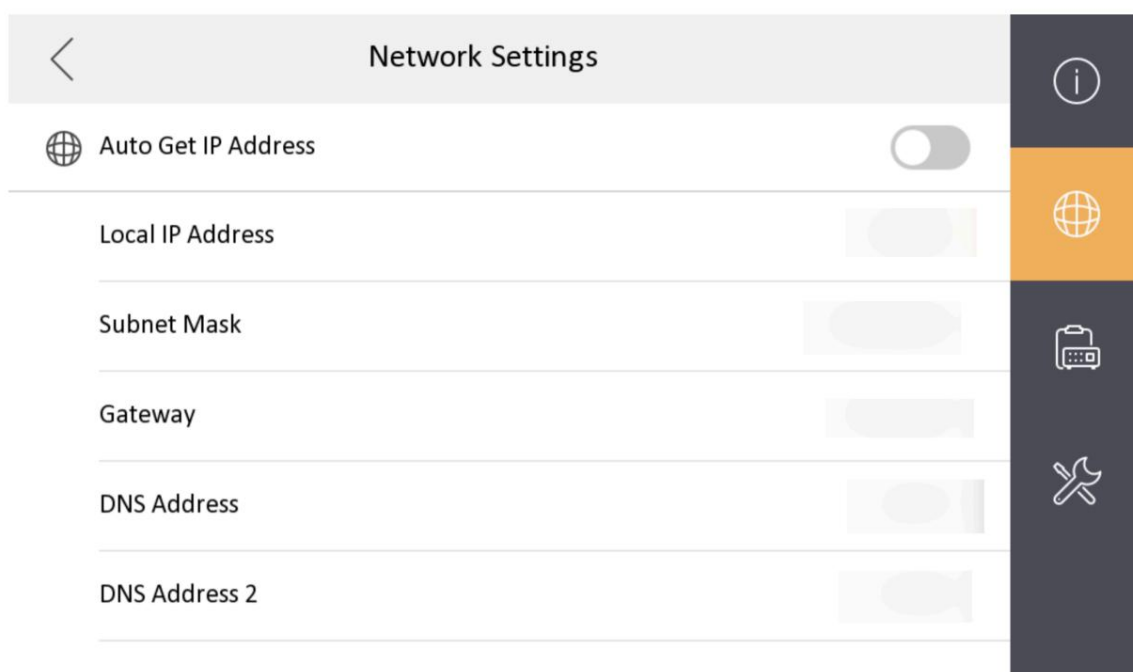 Network Settings
Auto Get IP Address
Local IP Address
Subnet Mask
Gateway
DNS Address
DNS Address 2